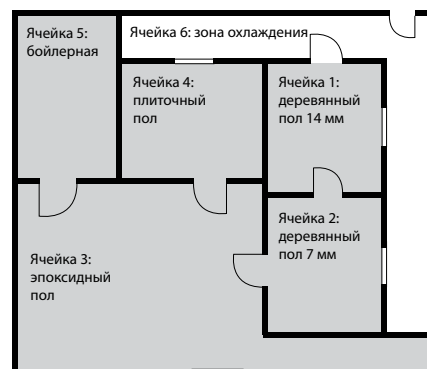 Ячейка 5:
бойлерная
Ячейка 6: зона охлаждения
Ячейка 4:
плиточный
пол
Ячейка 1:
деревянный
пол 14 мм
Ячейка 2:
деревянный
пол 7 мм
Ячейка 3:
эпоксидный
пол